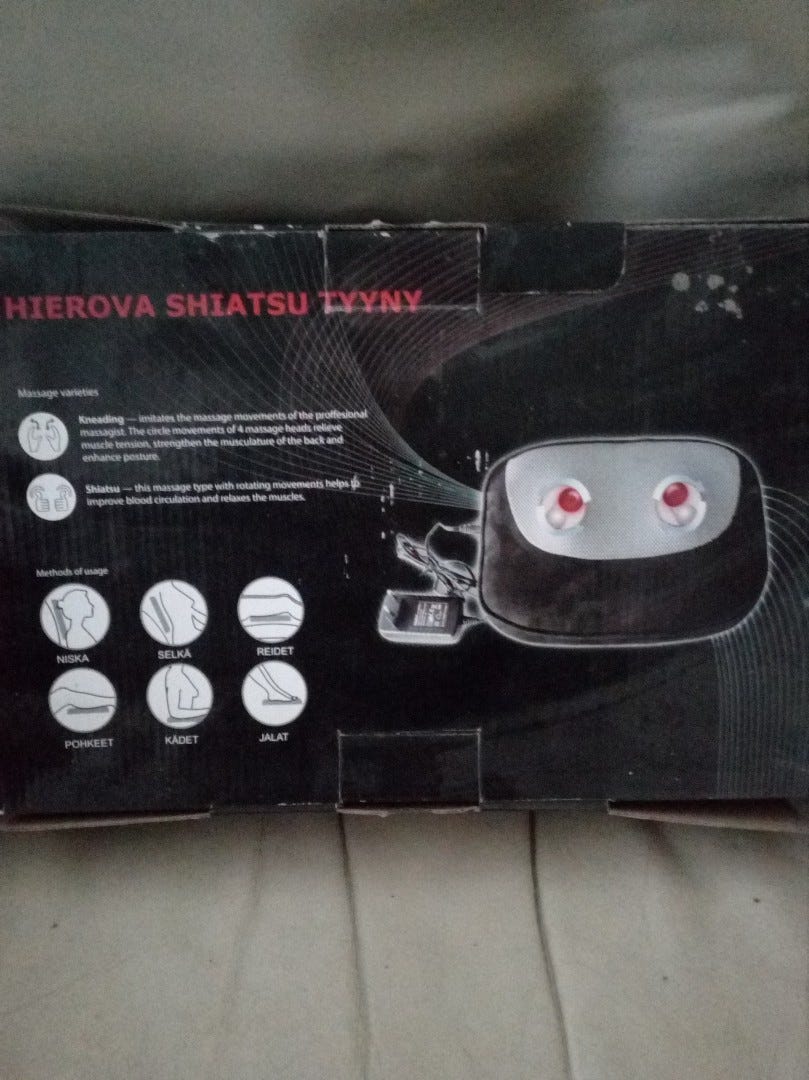 HIEROVA SHIATSU TYYNY
Massage varieties
Kneading — imitates the massage movements of the proffesional
massagist. The circle movements of 4 massage heads relieve
muscle tension, strengthen the musculature of the back and
enhance posture.
Shiatsu — this massage type with rotating movements helps to
improve blood circulation and relaxes the muscles.
Methods of usage
NISKA
SELKÄ
REIDET
POHKEET
KÄDET
JALAT